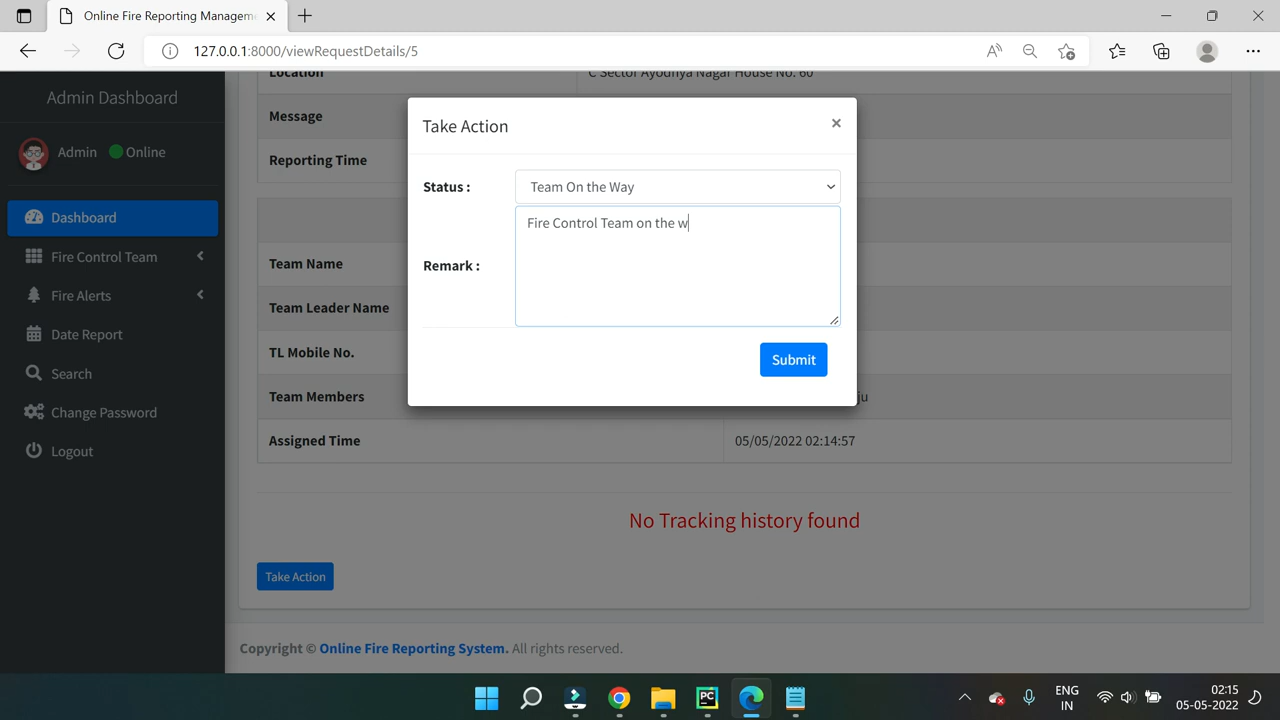 Online Fire Reporting Managem
127.0.0.1:8000/viewRequestDetails/5
Admin Dashboard
Admin Online
Dashboard
Fire Control Team
Fire Alerts
Date Report
Search
Change Password
Logout
Location C Sector Ayodhya Nagar House No. 60
Message
Reporting Time
Take Action ×
Status : Team On the Way
Fire Control Team on the w
Remark :
Submit
Team Name
Team Leader Name
TL Mobile No.
Team Members ju
Assigned Time 05/05/2022 02:14:57
No Tracking history found
Take Action
Copyright © Online Fire Reporting System. All rights reserved.
PC
ENG
IN
02:15
05-05-2022